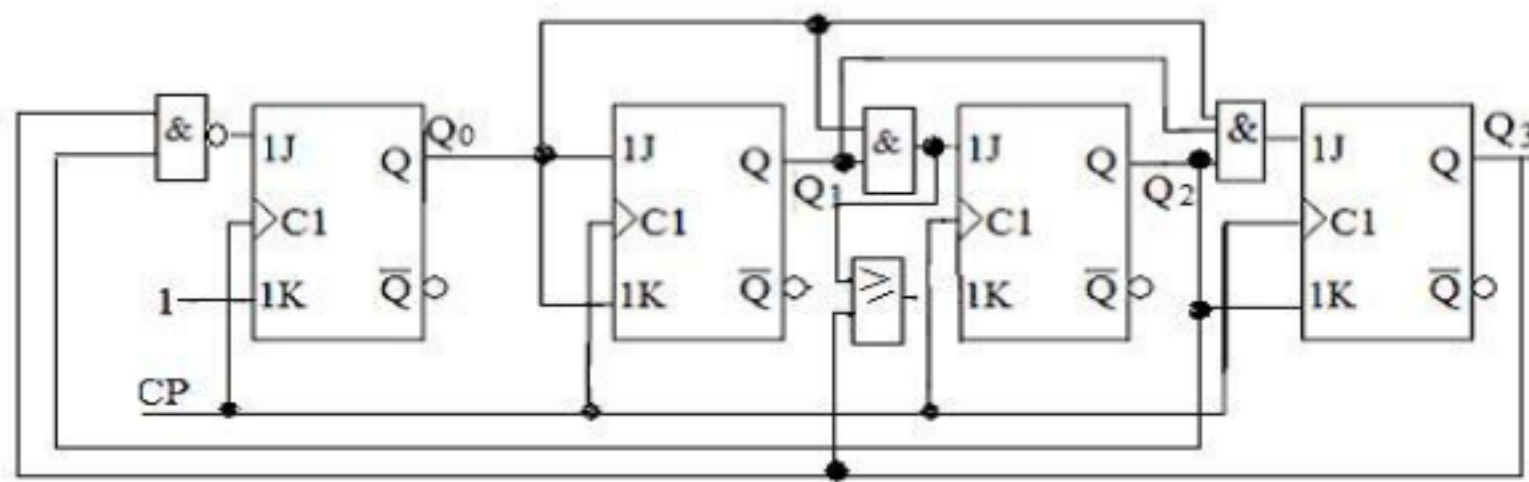 & 1J Q Q₀ 1J Q Q₁ & 1J Q Q₂ & 1J Q Q₃
C1 C1 C1 C1
1 1K Q̅ 1K Q̅ ≥ 1K Q̅ 1K Q̅
CP